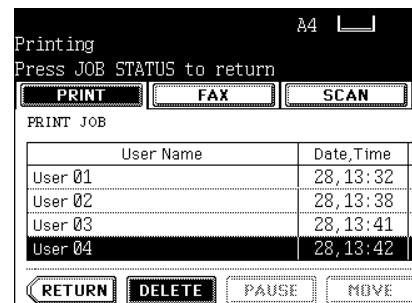 A4
Printing
Press JOB STATUS to return
PRINT FAX SCAN
PRINT JOB
User Name Date,Time
User 01 28,13:32
User 02 28,13:38
User 03 28,13:41
User 04 28,13:42
RETURN DELETE PAUSE MOVE